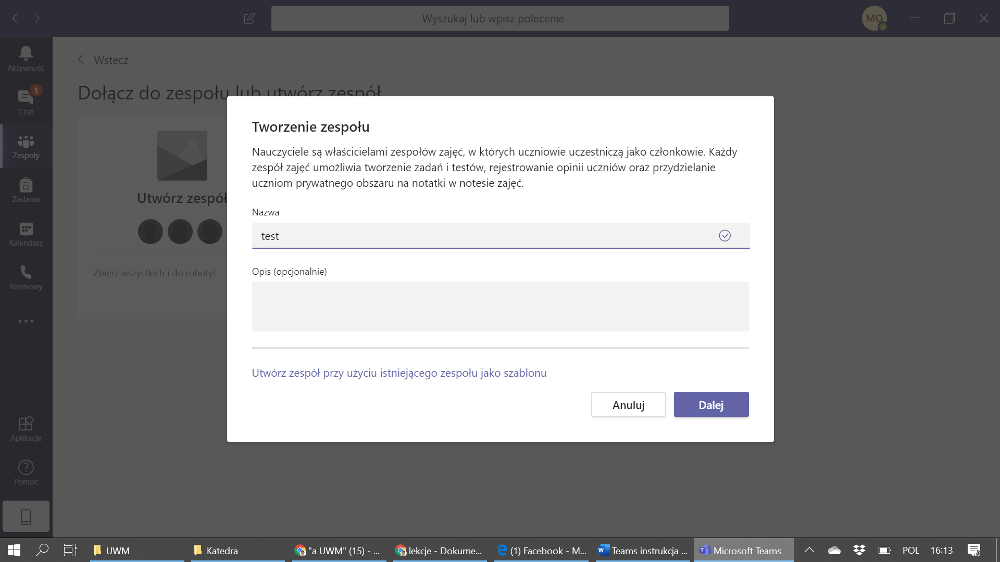 Wyszukaj lub wpisz polecenie
MO
Aktywność
1
Czat
Zespoły
Zadania
Kalendarz
Rozmowy
Aplikacje
Pomoc
Wstecz
Dołącz do zespołu lub utwórz zespół
Utwórz zespół
Zbierz wszystkich i do roboty!
Tworzenie zespołu
Nauczyciele są właścicielami zespołów zajęć, w których uczniowie uczestniczą jako członkowie. Każdy
zespół zajęć umożliwia tworzenie zadań i testów, rejestrowanie opinii uczniów oraz przydzielanie
uczniom prywatnego obszaru na notatki w notesie zajęć.
Nazwa
test
Opis (opcjonalnie)
Utwórz zespół przy użyciu istniejącego zespołu jako szablonu
Anuluj
Dalej
UWM
Katedra
"a UWM" (15) - ...
lekcje - Dokume...
(1) Facebook - M...
Teams instrukcja ...
Microsoft Teams
POL
16:13